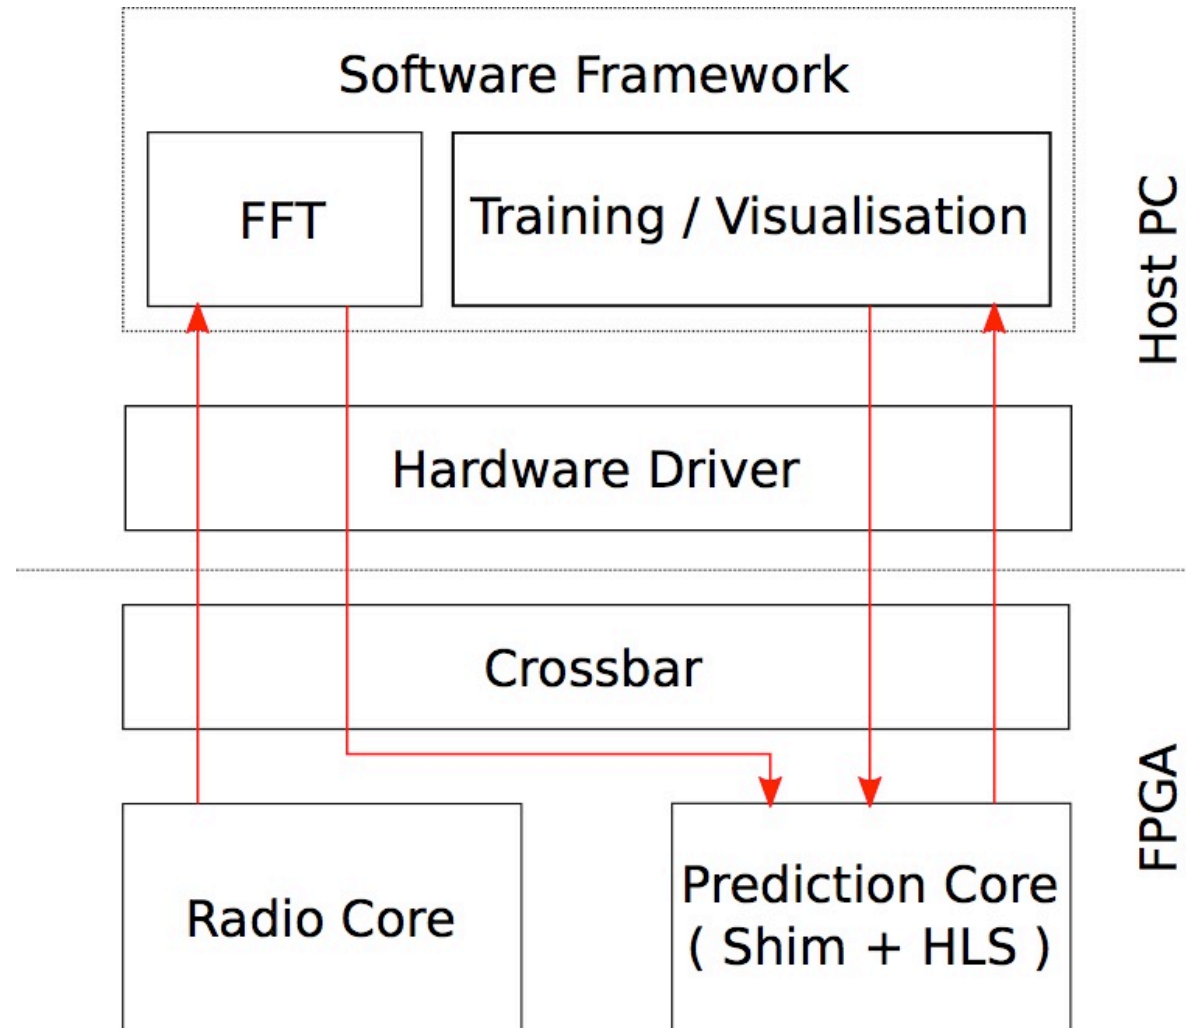 Software Framework
FFT
Training / Visualisation
Host PC
Hardware Driver
Crossbar
FPGA
Radio Core
Prediction Core
( Shim + HLS )